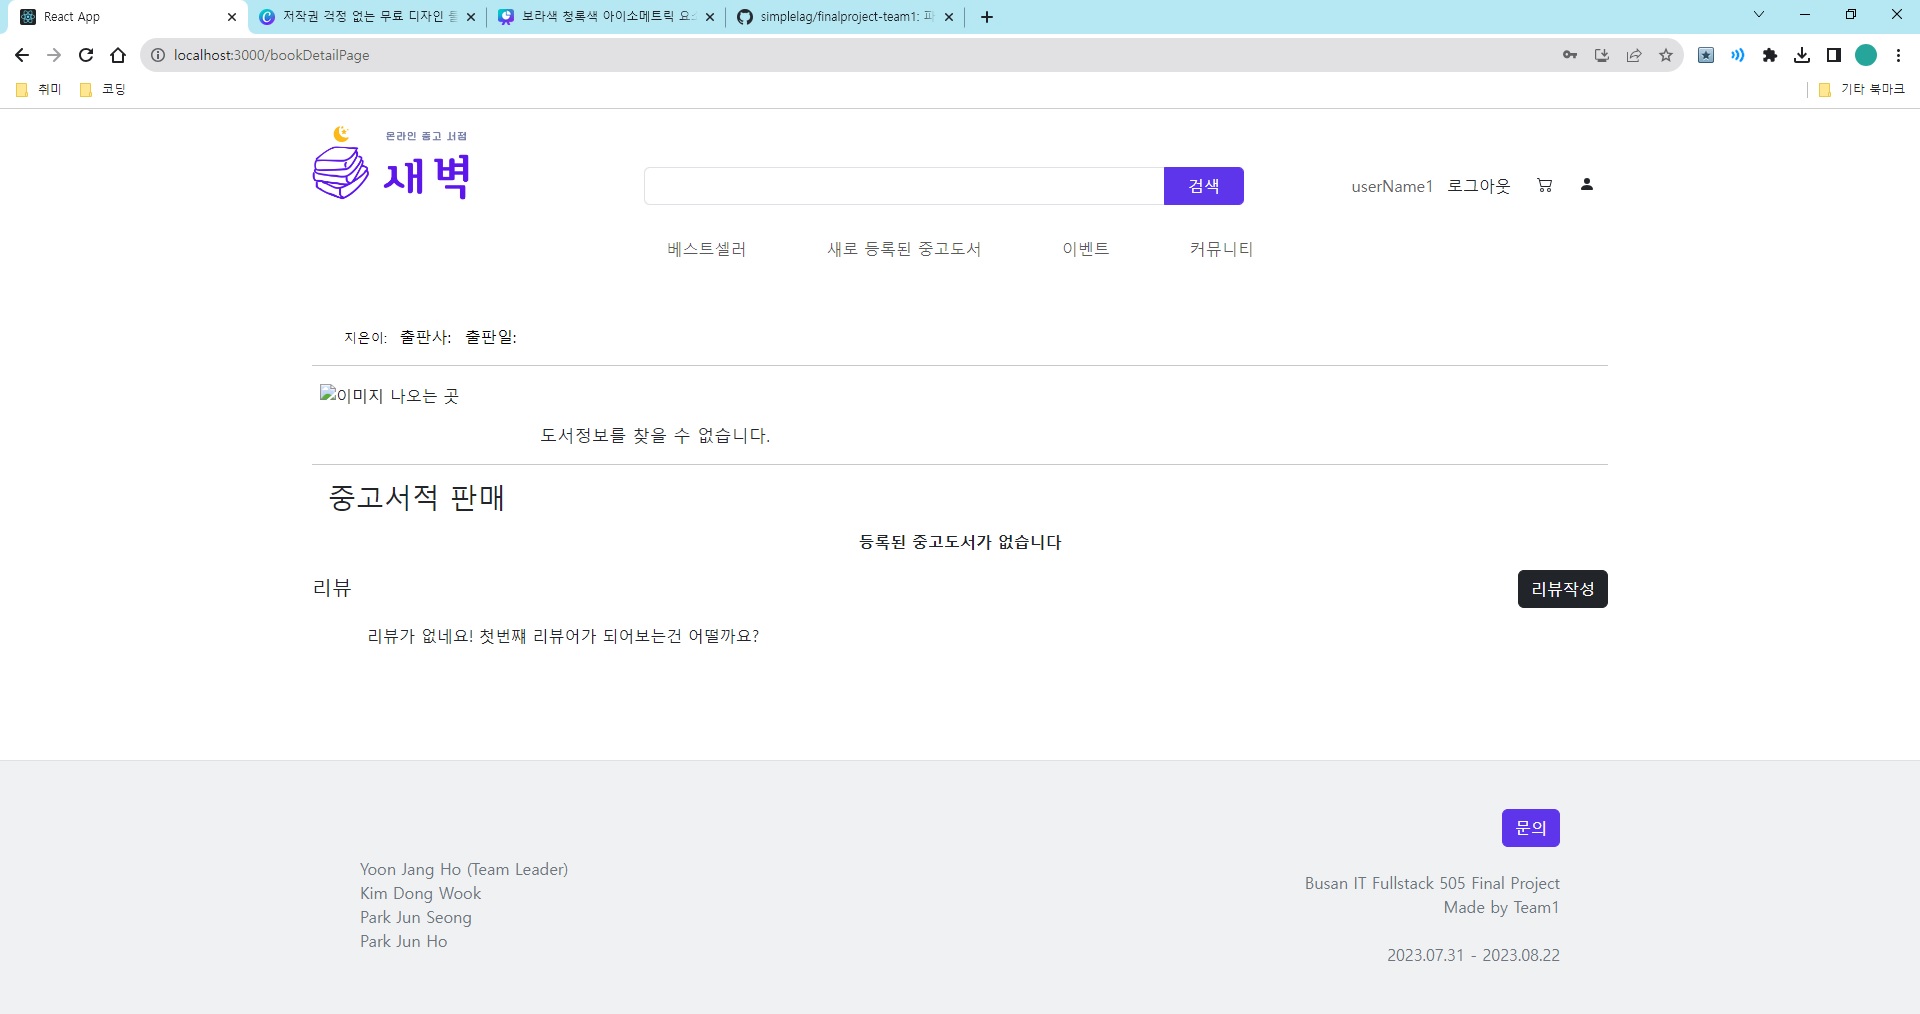 React App
저작권 걱정 없는 무료 디자인 툴
보라색 청록색 아이소메트릭 요소
simplelag/finalproject-team1: 파
localhost:3000/bookDetailPage
취미 코딩 기타 북마크
온라인 중고 서점
새벽
검색
userName1 로그아웃
베스트셀러 새로 등록된 중고도서 이벤트 커뮤니티
지은이: 출판사: 출판일:
이미지 나오는 곳
도서정보를 찾을 수 없습니다.
중고서적 판매
등록된 중고도서가 없습니다
리뷰 리뷰작성
리뷰가 없네요! 첫번째 리뷰어가 되어보는건 어떨까요?
문의
Yoon Jang Ho (Team Leader)
Kim Dong Wook
Park Jun Seong
Park Jun Ho
Busan IT Fullstack 505 Final Project
Made by Team1
2023.07.31 - 2023.08.22